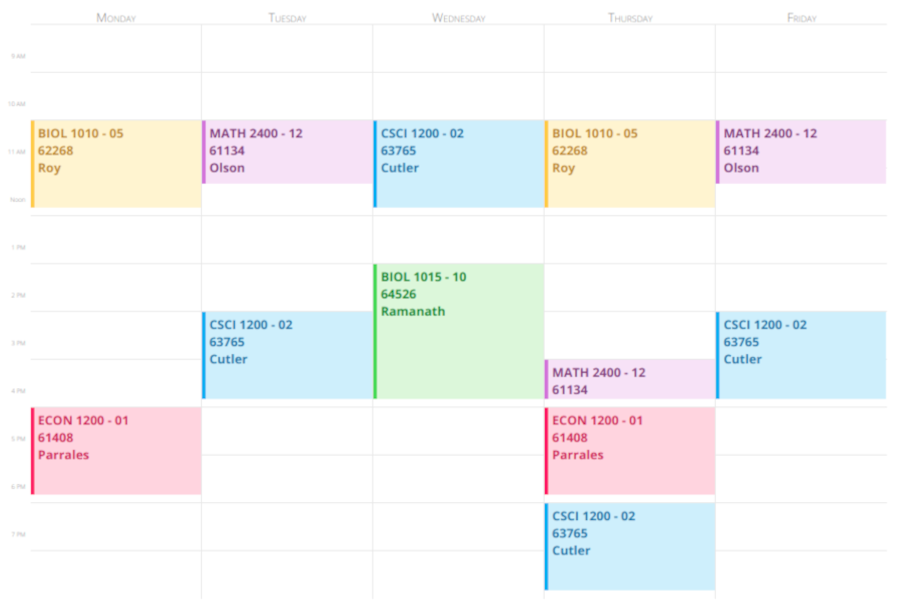 Monday Tuesday Wednesday Thursday Friday
9 AM
10 AM
BIOL 1010 - 05
62268
Roy
MATH 2400 - 12
61134
Olson
CSCI 1200 - 02
63765
Cutler
BIOL 1010 - 05
62268
Roy
MATH 2400 - 12
61134
Olson
11 AM
Noon
1 PM
BIOL 1015 - 10
64526
Ramanath
2 PM
CSCI 1200 - 02
63765
Cutler
CSCI 1200 - 02
63765
Cutler
3 PM
MATH 2400 - 12
61134
4 PM
ECON 1200 - 01
61408
Parrales
ECON 1200 - 01
61408
Parrales
5 PM
6 PM
CSCI 1200 - 02
63765
Cutler
7 PM